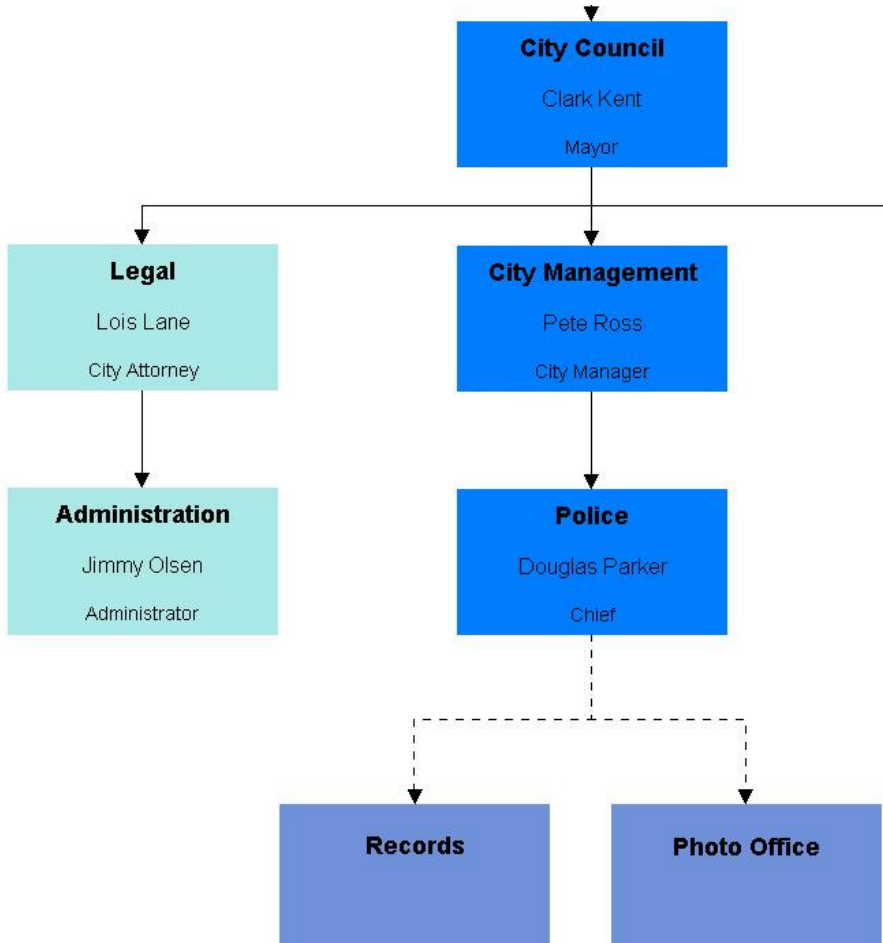 City Council
Clark Kent
Mayor
Legal
Lois Lane
City Attorney
City Management
Pete Ross
City Manager
Administration
Jimmy Olsen
Administrator
Police
Douglas Parker
Chief
Records
Photo Office